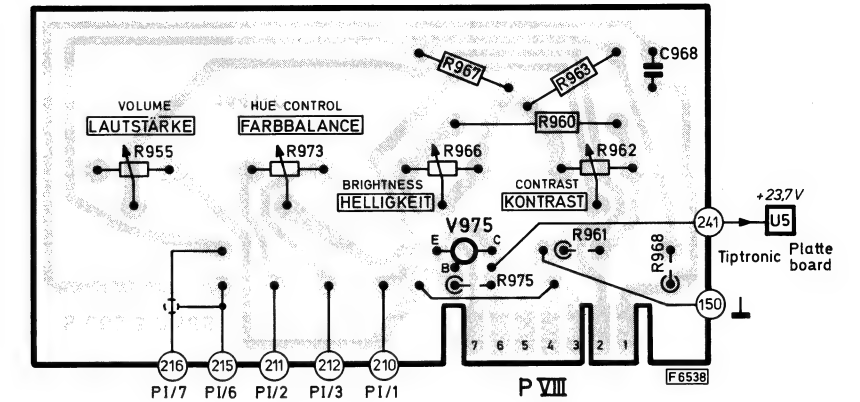 R967
R963
C968
VOLUME
LAUTSTÄRKE
HUE CONTROL
FARBBALANCE
R960
R955
R973
R966
R962
BRIGHTNESS
HELLIGKEIT
CONTRAST
KONTRAST
+23,7V
241
U5
V975
E
C
B
R961
R968
Tiptronic Platte
board
R975
150
7 6 5 4 3 2 1
216 215 211 212 210
PI/7 PI/6 PI/2 PI/3 PI/1
P VIII
F6538